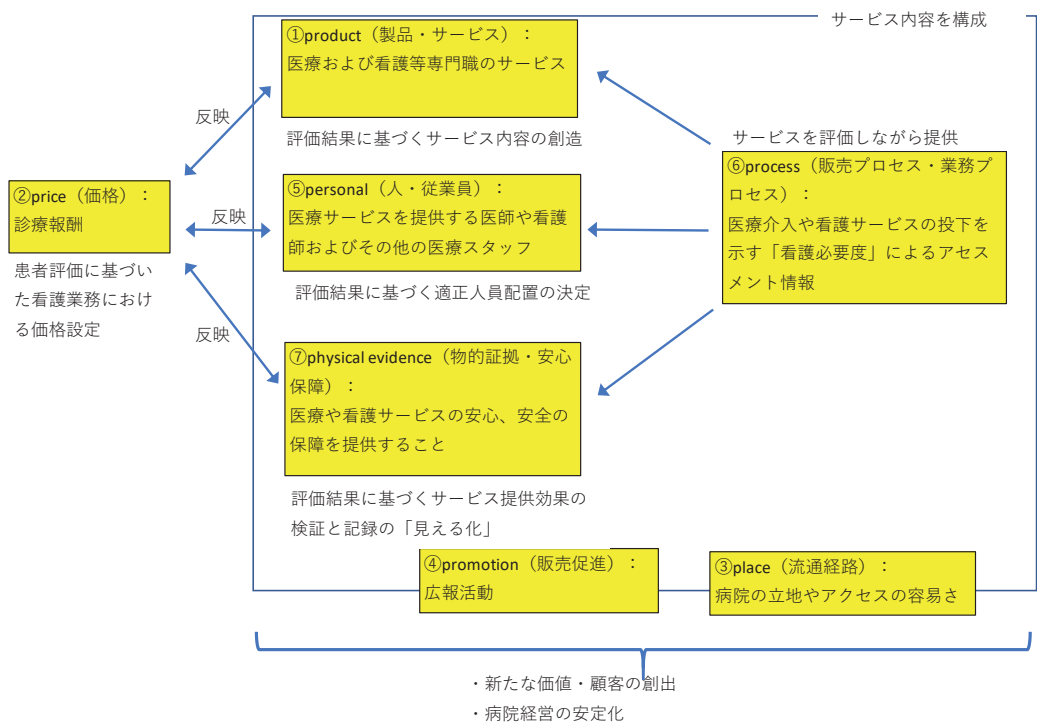 サービス内容を構成
①product（製品・サービス）：
医療および看護等専門職のサービス
反映
評価結果に基づくサービス内容の創造
サービスを評価しながら提供
⑥process（販売プロセス・業務プ
ロセス）：
医療介入や看護サービスの投下を
示す「看護必要度」によるアセス
メント情報
②price（価格）：
診療報酬
患者評価に基づい
た看護業務におけ
る価格設定
反映
⑤personal（人・従業員）：
医療サービスを提供する医師や看護
師およびその他の医療スタッフ
評価結果に基づく適正人員配置の決定
反映
⑦physical evidence（物的証拠・安心
保障）：
医療や看護サービスの安心、安全の
保障を提供すること
評価結果に基づくサービス提供効果の
検証と記録の「見える化」
④promotion（販売促進）：
広報活動
③place（流通経路）：
病院の立地やアクセスの容易さ
・新たな価値・顧客の創出
・病院経営の安定化